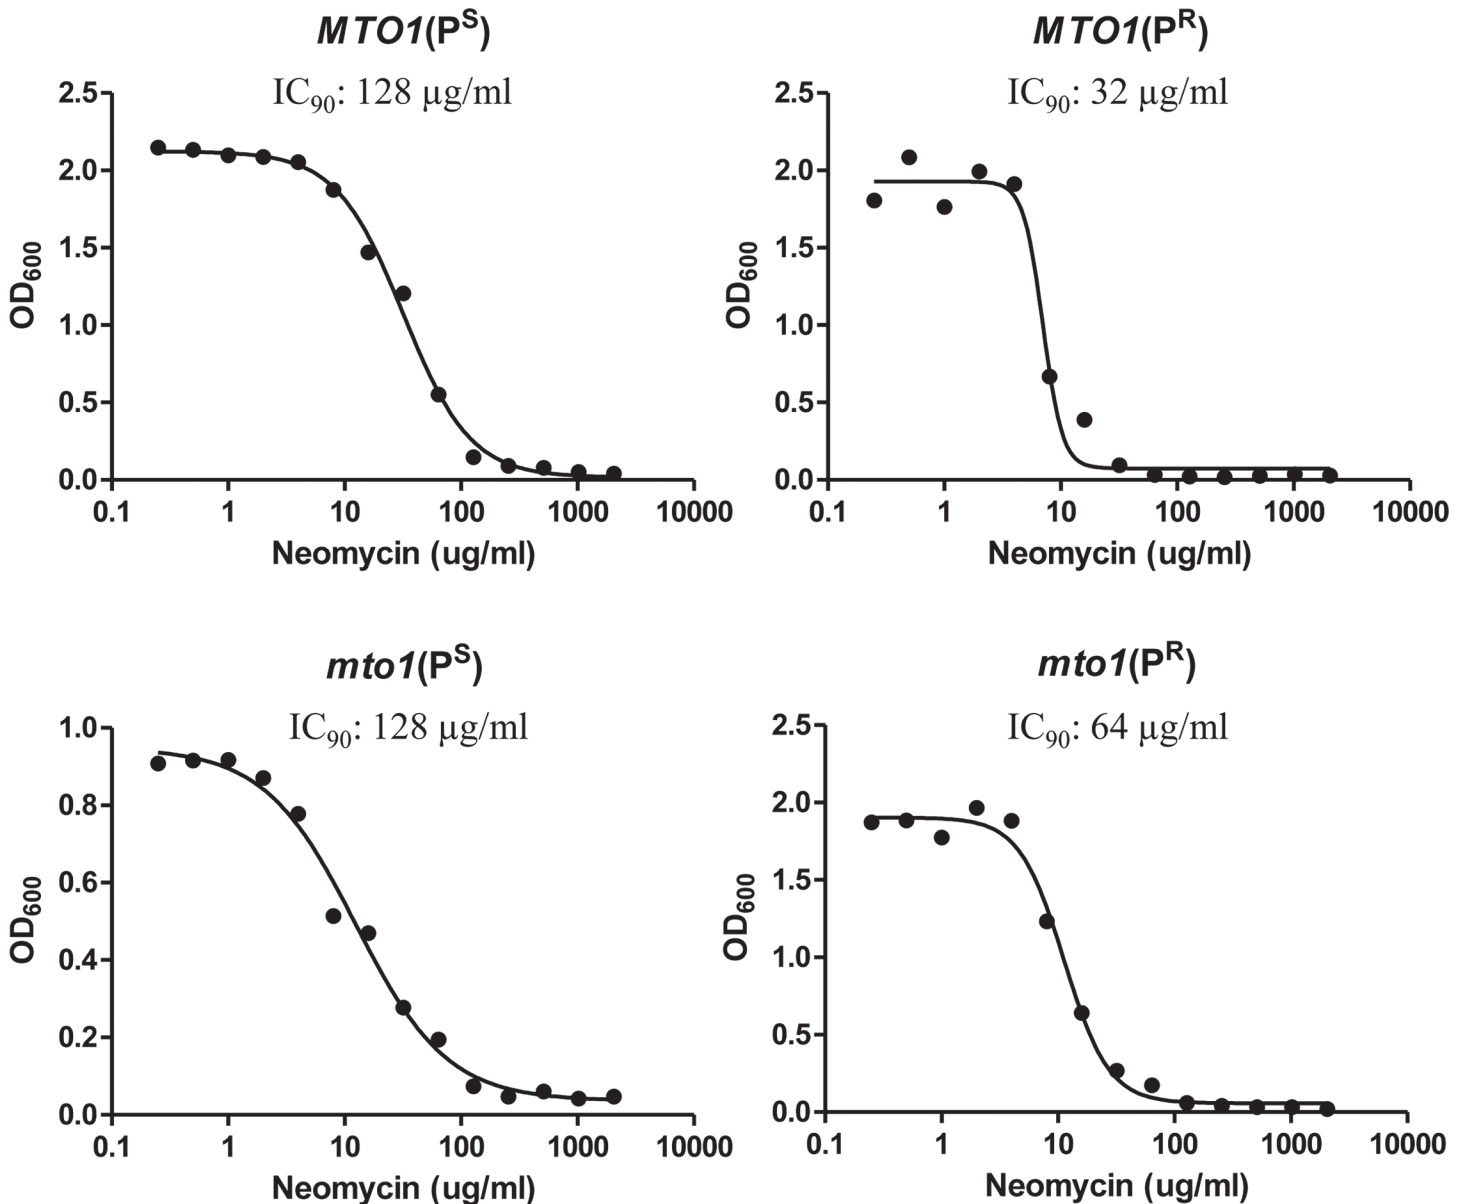 MTO1(P^S)
IC90: 128 µg/ml
2.5
2.0
1.5
1.0
0.5
0.0
OD600
0.1 1 10 100 1000 10000
Neomycin (ug/ml)
MTO1(P^R)
IC90: 32 µg/ml
2.5
2.0
1.5
1.0
0.5
0.0
OD600
0.1 1 10 100 1000 10000
Neomycin (ug/ml)
mto1(P^S)
IC90: 128 µg/ml
1.0
0.8
0.6
0.4
0.2
0.0
OD600
0.1 1 10 100 1000 10000
Neomycin (ug/ml)
mto1(P^R)
IC90: 64 µg/ml
2.5
2.0
1.5
1.0
0.5
0.0
OD600
0.1 1 10 100 1000 10000
Neomycin (ug/ml)